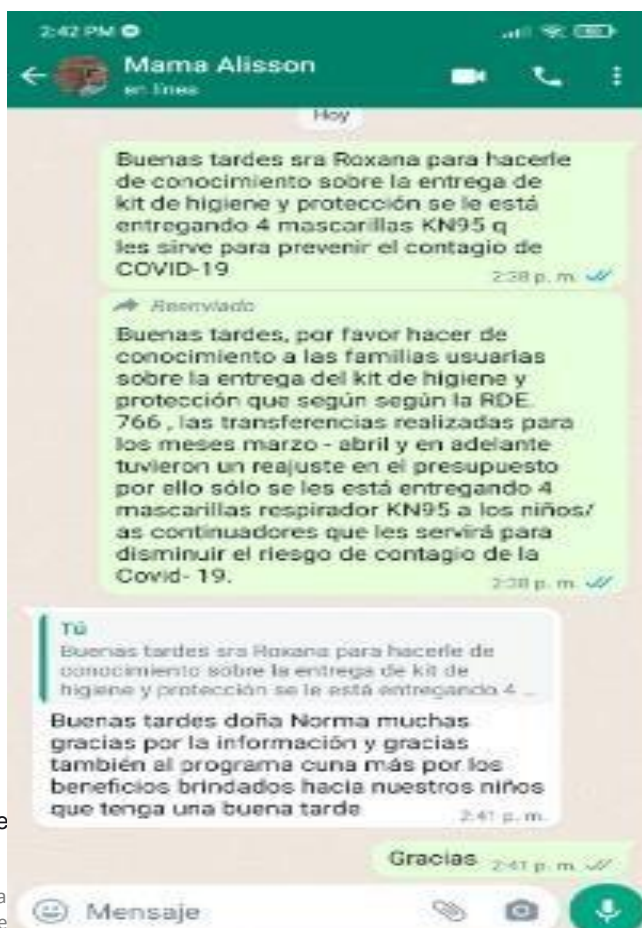 2:42 PM
Mama Alisson
en línea
Hoy
Buenas tardes sra Roxana para hacerle
de conocimiento sobre la entrega de
kit de higiene y protección se le está
entregando 4 mascarillas KN95 q
les sirve para prevenir el contagio de
COVID-19
2:38 p. m.
Reenviado
Buenas tardes, por favor hacer de
conocimiento a las familias usuarias
sobre la entrega del kit de higiene y
protección que según según la RDE.
766 , las transferencias realizadas para
los meses marzo - abril y en adelante
tuvieron un reajuste en el presupuesto
por ello sólo se les está entregando 4
mascarillas respirador KN95 a los niños/
as continuadores que les servirá para
disminuir el riesgo de contagio de la
Covid- 19.
2:38 p. m.
Tú
Buenas tardes sra Roxana para hacerle de
conocimiento sobre la entrega de kit de
higiene y protección se le está entregando 4 ...
Buenas tardes doña Norma muchas
gracias por la información y gracias
también al programa cuna más por los
beneficios brindados hacia nuestros niños
que tenga una buena tarde
2:41 p. m.
Gracias 2:41 p. m.
Mensaje